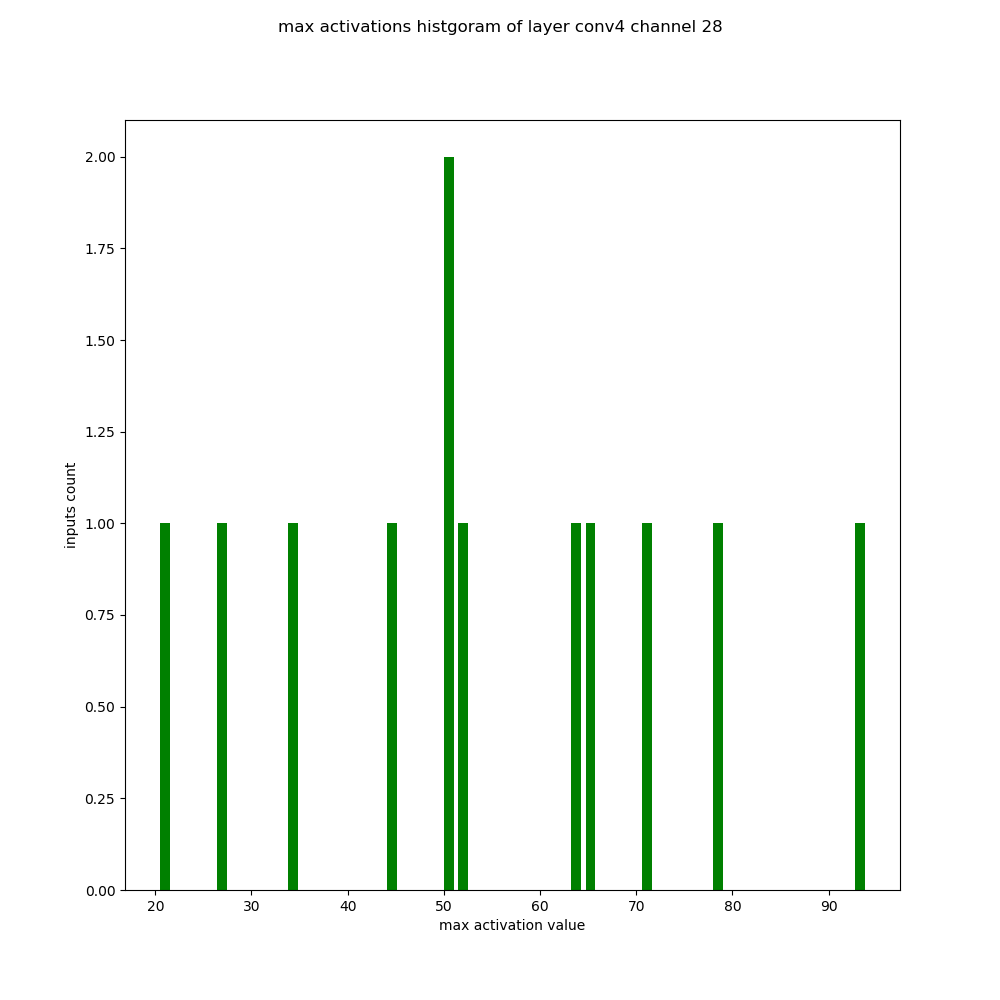 max activations histgoram of layer conv4 channel 28
2.00
1.75
1.50
1.25
1.00
0.75
0.50
0.25
0.00
inputs count
20 30 40 50 60 70 80 90
max activation value